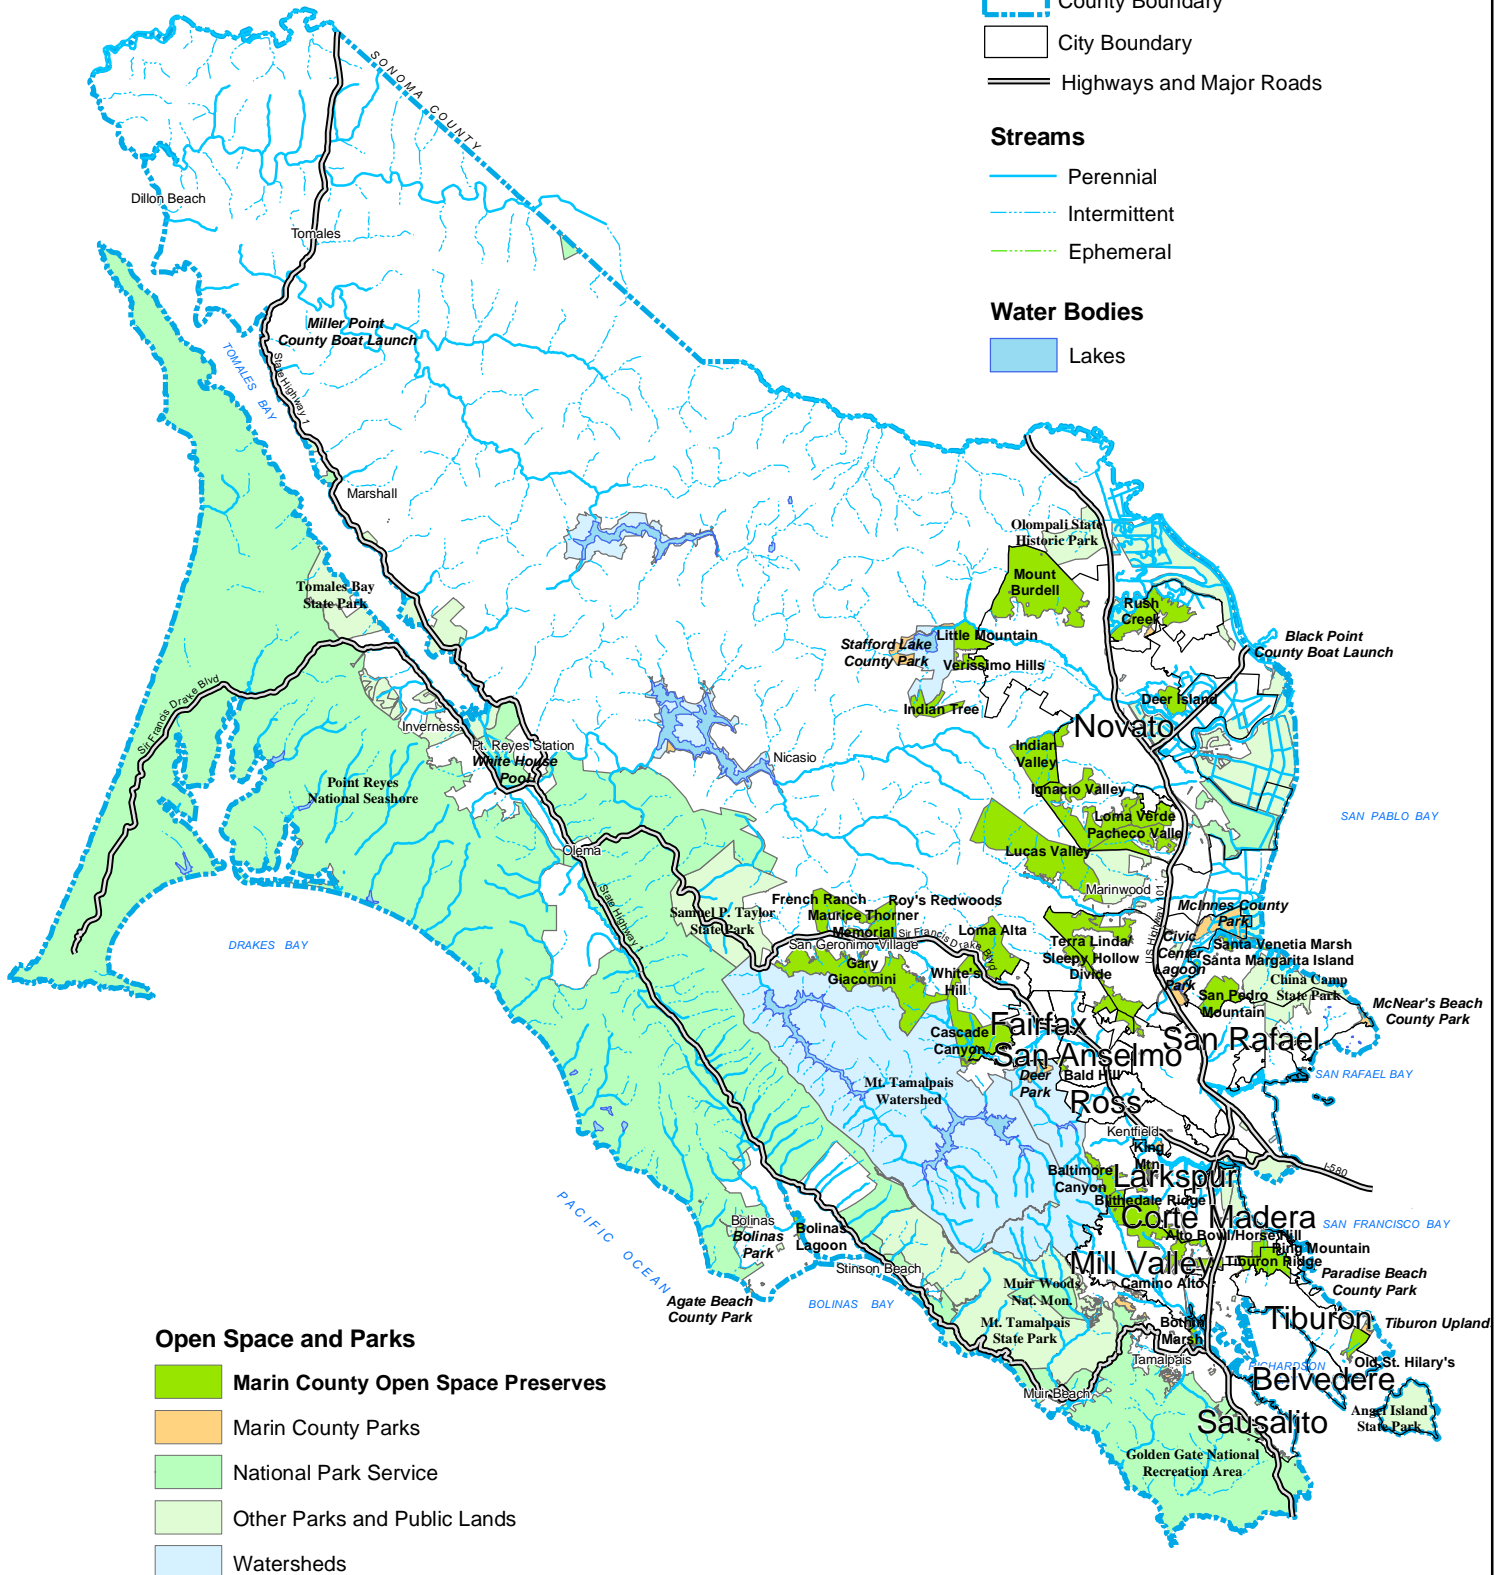 County Boundary
City Boundary
Highways and Major Roads
Streams
Perennial
Intermittent
Ephemeral
Water Bodies
Lakes
SONOMA COUNTY
Dillon Beach
Tomales
Miller Point
County Boat Launch
TOMALES BAY
State Highway 1
Marshall
Olompali State
Historic Park
Mount
Burdell
Rush
Creek
Tomales Bay
State Park
Little Mountain
Stafford Lake
County Park
Verissimo Hills
Black Point
County Boat Launch
Sir Francis Drake Blvd
Indian Tree
Deer Island
Novato
Inverness
Pt. Reyes Station
White House
Pool
Nicasio
Indian
Valley
Point Reyes
National Seashore
Ignacio Valley
Loma Verde
Pacheco Valle
SAN PABLO BAY
Olema
Lucas Valley
Marinwood
State Highway 1
US Highway 101
Samuel P. Taylor
State Park
French Ranch
Roy's Redwoods
Maurice Thorner
Memorial
Sir Francis Drake Blvd
Loma Alta
San Geronimo Village
McInnes County
Park
Terra Linda/
Sleepy Hollow
Divide
Civic
Center
Lagoon
Park
Santa Venetia Marsh
Santa Margarita Island
DRAKES BAY
Gary
Giacomini
White's
Hill
China Camp
State Park
San Pedro
Mountain
McNear's Beach
County Park
Cascade
Canyon
Fairfax
San Rafael
San Anselmo
Deer
Park
Bald Hill
SAN RAFAEL BAY
Mt. Tamalpais
Watershed
Ross
Kentfield
King
Mtn
I-580
Baltimore
Canyon
Larkspur
Blithedale Ridge
Corte Madera
PACIFIC OCEAN
Bolinas
Bolinas
Park
Bolinas
Lagoon
SAN FRANCISCO BAY
Alto Bowl/Horse Hill
Ring Mountain
Mill Valley
Tiburon Ridge
Stinson Beach
Camino Alto
Paradise Beach
County Park
Muir Woods
Nat. Mon.
Agate Beach
County Park
BOLINAS BAY
Mt. Tamalpais
State Park
Bothin
Marsh
Tiburon
Tiburon Upland
Tamalpais
RICHARDSON
Old St. Hilary's
Belvedere
Muir Beach
Angel Island
State Park
Sausalito
Golden Gate National
Recreation Area
Open Space and Parks
Marin County Open Space Preserves
Marin County Parks
National Park Service
Other Parks and Public Lands
Watersheds